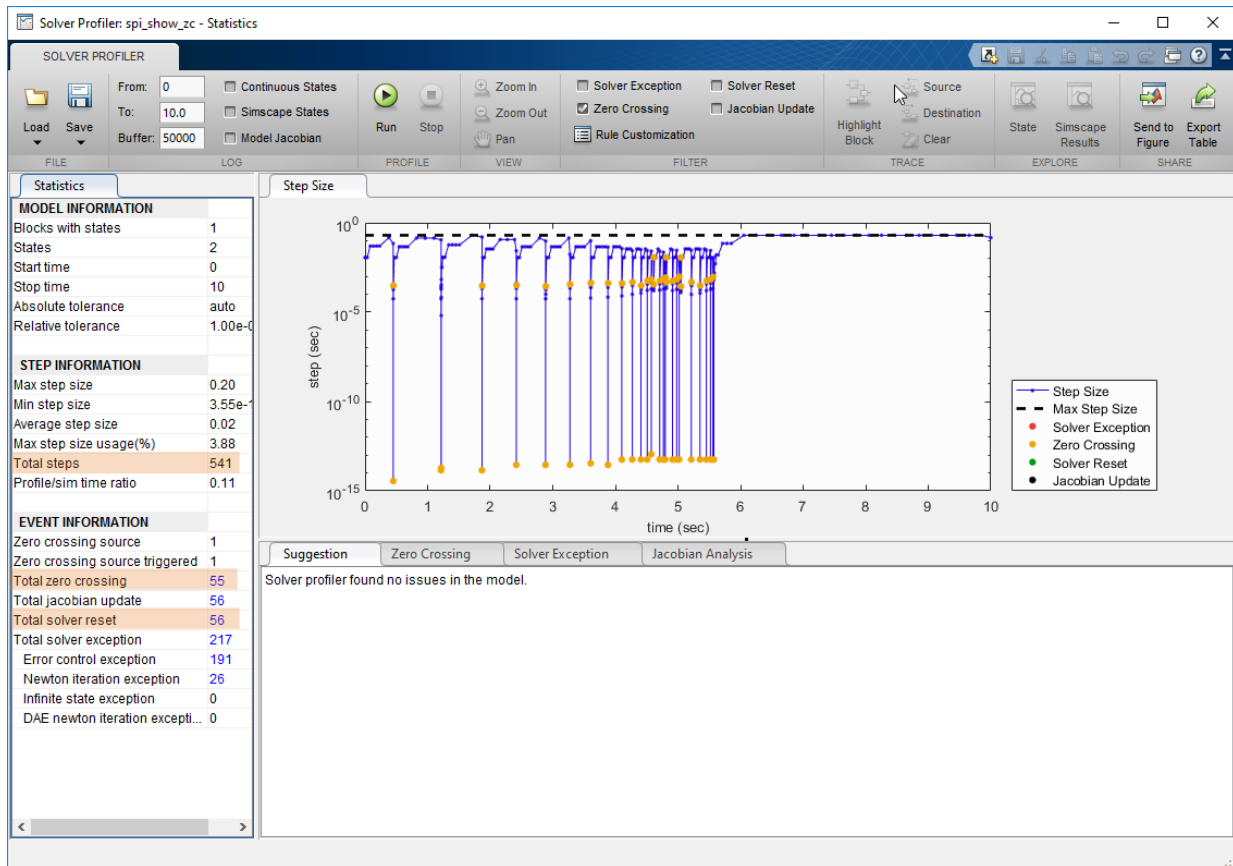 Solver Profiler: spi_show_zc - Statistics
SOLVER PROFILER
Load
Save
FILE
From: 0
To: 10.0
Buffer: 50000
Continuous States
Simscape States
Model Jacobian
LOG
Run
Stop
PROFILE
Zoom In
Zoom Out
Pan
VIEW
Solver Exception
Solver Reset
Zero Crossing
Jacobian Update
Rule Customization
FILTER
Highlight
Block
Source
Destination
Clear
TRACE
State
Simscape
Results
EXPLORE
Send to
Figure
Export
Table
SHARE
Statistics
MODEL INFORMATION
Blocks with states 1
States 2
Start time 0
Stop time 10
Absolute tolerance auto
Relative tolerance 1.00e-0
STEP INFORMATION
Max step size 0.20
Min step size 3.55e-1
Average step size 0.02
Max step size usage(%) 3.88
Total steps 541
Profile/sim time ratio 0.11
EVENT INFORMATION
Zero crossing source 1
Zero crossing source triggered 1
Total zero crossing 55
Total jacobian update 56
Total solver reset 56
Total solver exception 217
Error control exception 191
Newton iteration exception 26
Infinite state exception 0
DAE newton iteration excepti... 0
Step Size
10^0
10^-5
10^-10
10^-15
step (sec)
0 1 2 3 4 5 6 7 8 9 10
time (sec)
Step Size
Max Step Size
Solver Exception
Zero Crossing
Solver Reset
Jacobian Update
Suggestion
Zero Crossing
Solver Exception
Jacobian Analysis
Solver profiler found no issues in the model.